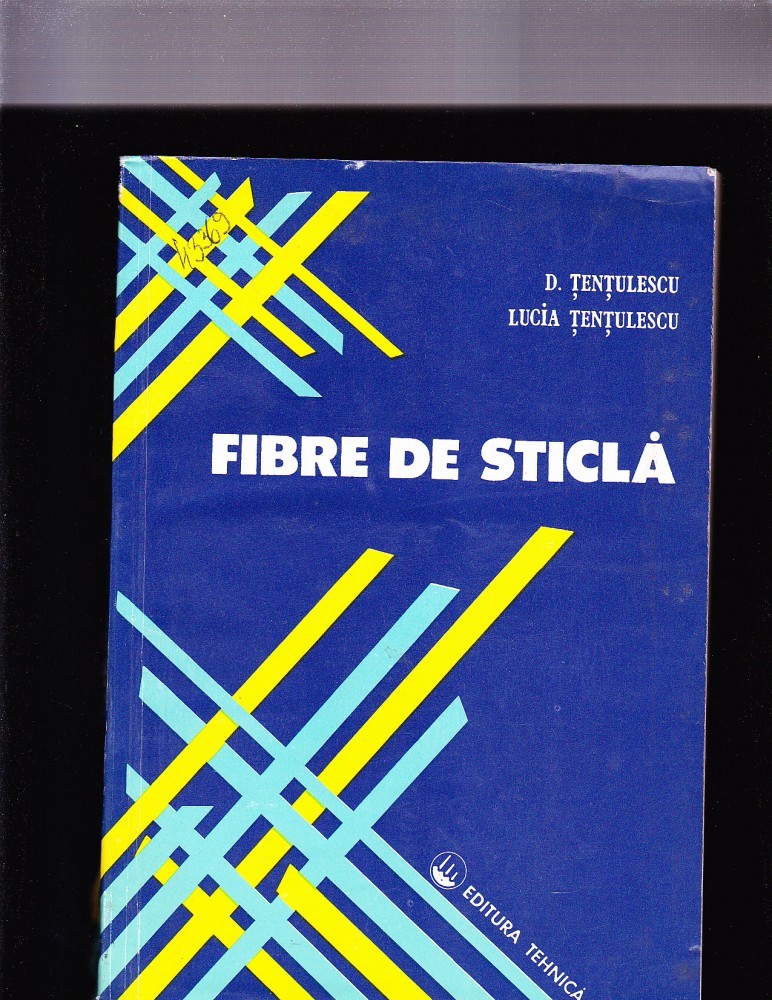 D. ȚENȚULESCU
LUCIA ȚENȚULESCU
FIBRE DE STICLĂ
EDITURA TEHNICĂ